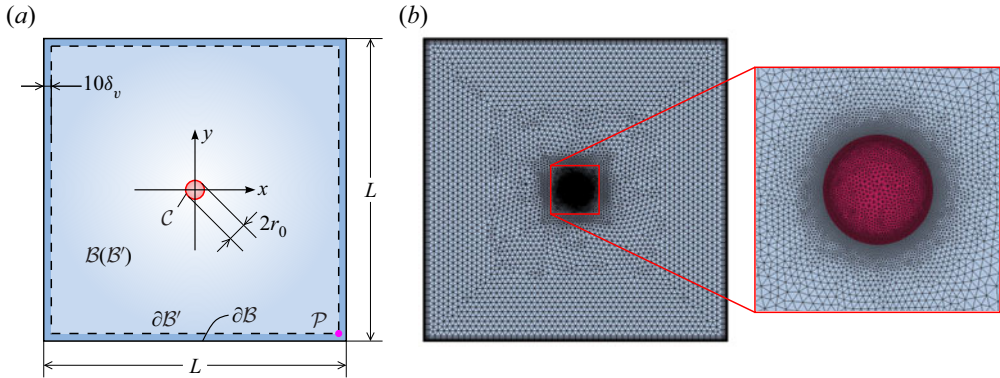 (a)
(b)
10δᵥ
y
x
L
𝒞
2r₀
ℬ(ℬ′)
∂ℬ′
∂ℬ
𝒫
L